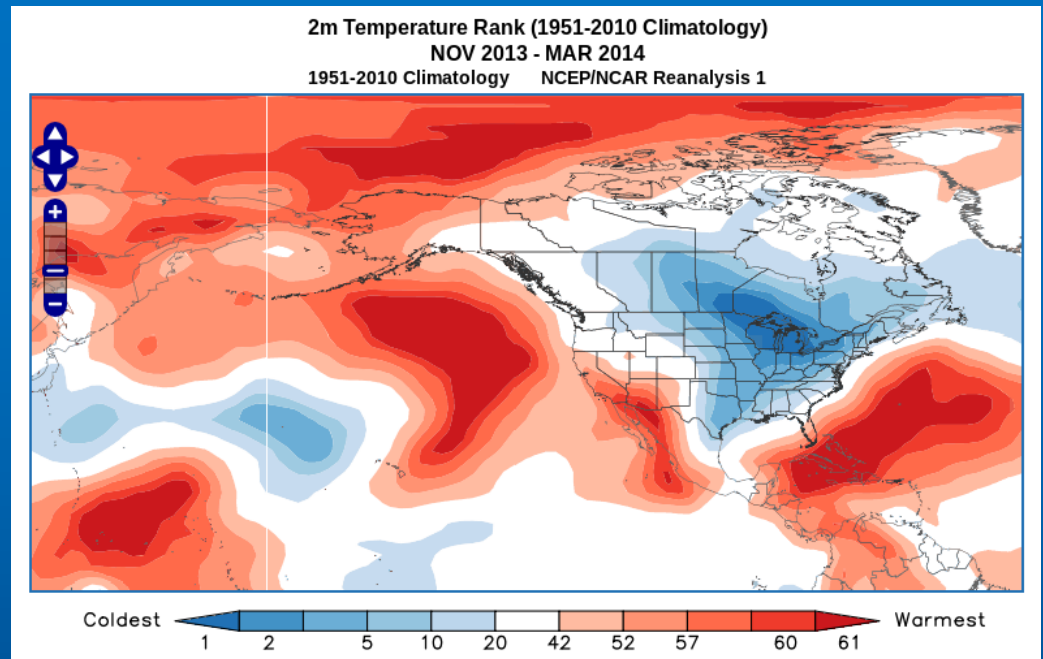 2m Temperature Rank (1951-2010 Climatology)
NOV 2013 - MAR 2014
1951-2010 Climatology NCEP/NCAR Reanalysis 1
Coldest 1 2 5 10 20 42 52 57 60 61 Warmest